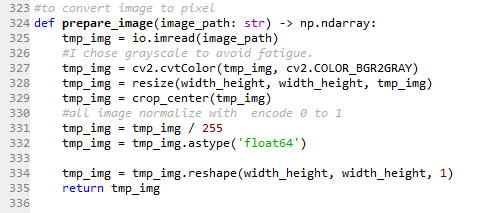 323 #to convert image to pixel
324 def prepare_image(image_path: str) -> np.ndarray:
325     tmp_img = io.imread(image_path)
326     #I chose grayscale to avoid fatigue.
327     tmp_img = cv2.cvtColor(tmp_img, cv2.COLOR_BGR2GRAY)
328     tmp_img = resize(width_height, width_height, tmp_img)
329     tmp_img = crop_center(tmp_img)
330     #all image normalize with  encode 0 to 1
331     tmp_img = tmp_img / 255
332     tmp_img = tmp_img.astype('float64')
333
334     tmp_img = tmp_img.reshape(width_height, width_height, 1)
335     return tmp_img
336